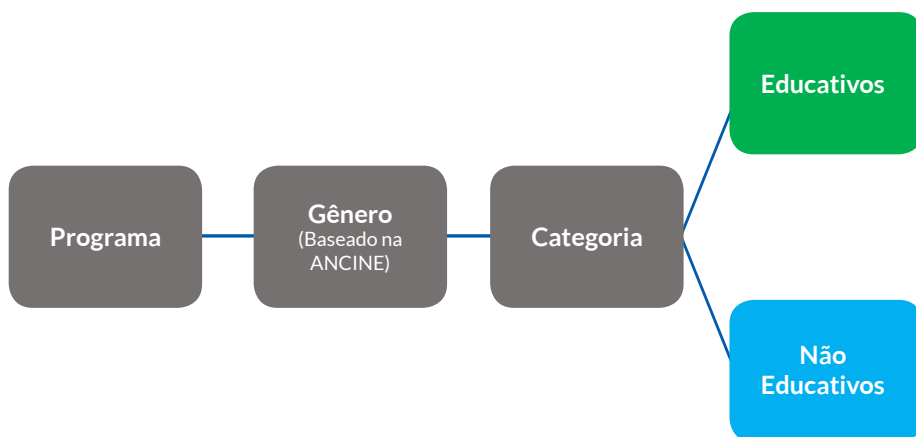 Educativos
Programa
Gênero
(Baseado na
ANCINE)
Categoria
Não
Educativos